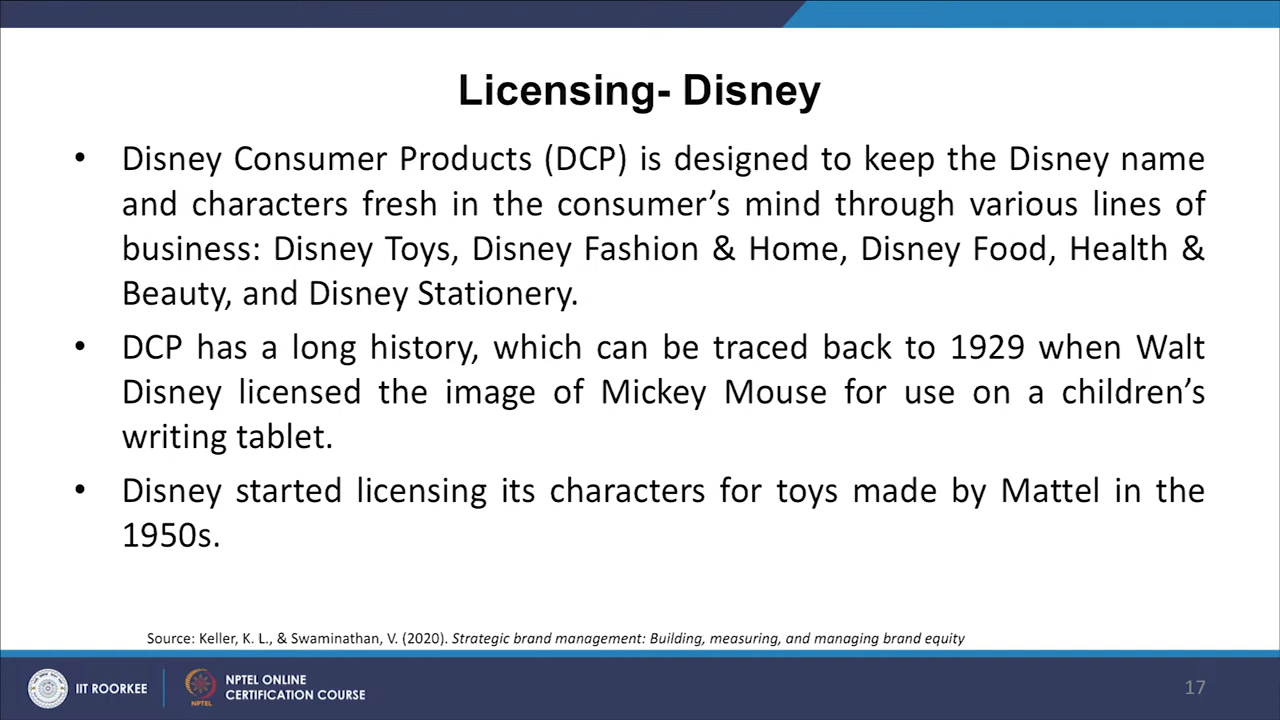 Licensing- Disney
• Disney Consumer Products (DCP) is designed to keep the Disney name
and characters fresh in the consumer’s mind through various lines of
business: Disney Toys, Disney Fashion & Home, Disney Food, Health &
Beauty, and Disney Stationery.
• DCP has a long history, which can be traced back to 1929 when Walt
Disney licensed the image of Mickey Mouse for use on a children’s
writing tablet.
• Disney started licensing its characters for toys made by Mattel in the
1950s.
Source: Keller, K. L., & Swaminathan, V. (2020). Strategic brand management: Building, measuring, and managing brand equity
IIT ROORKEE
NPTEL
NPTEL ONLINE
CERTIFICATION COURSE
17